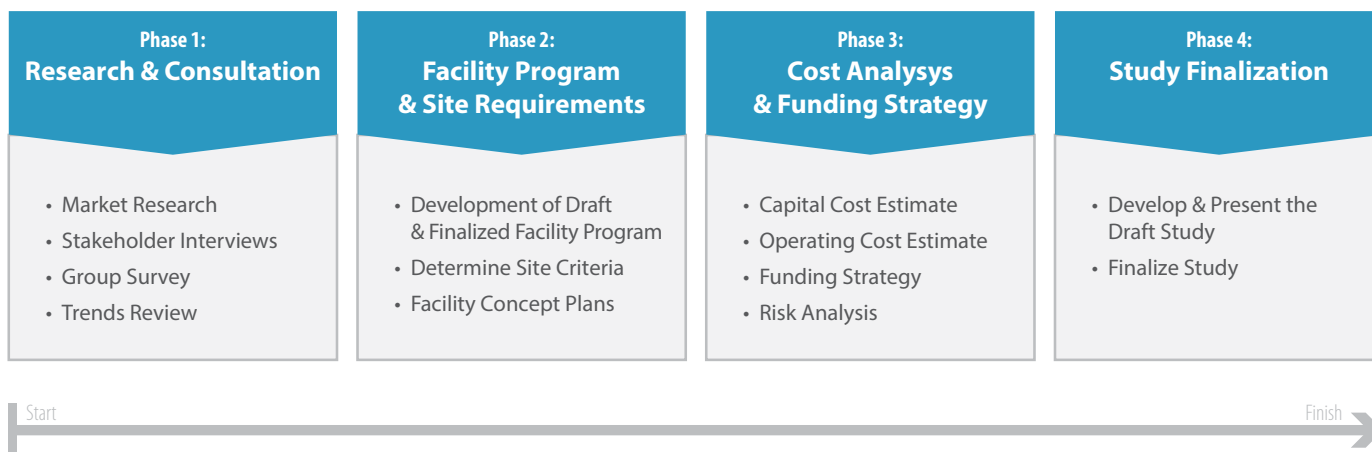 Phase 1:
Research & Consultation
• Market Research
• Stakeholder Interviews
• Group Survey
• Trends Review
Phase 2:
Facility Program
& Site Requirements
• Development of Draft
& Finalized Facility Program
• Determine Site Criteria
• Facility Concept Plans
Phase 3:
Cost Analysys
& Funding Strategy
• Capital Cost Estimate
• Operating Cost Estimate
• Funding Strategy
• Risk Analysis
Phase 4:
Study Finalization
• Develop & Present the
Draft Study
• Finalize Study
Start
Finish